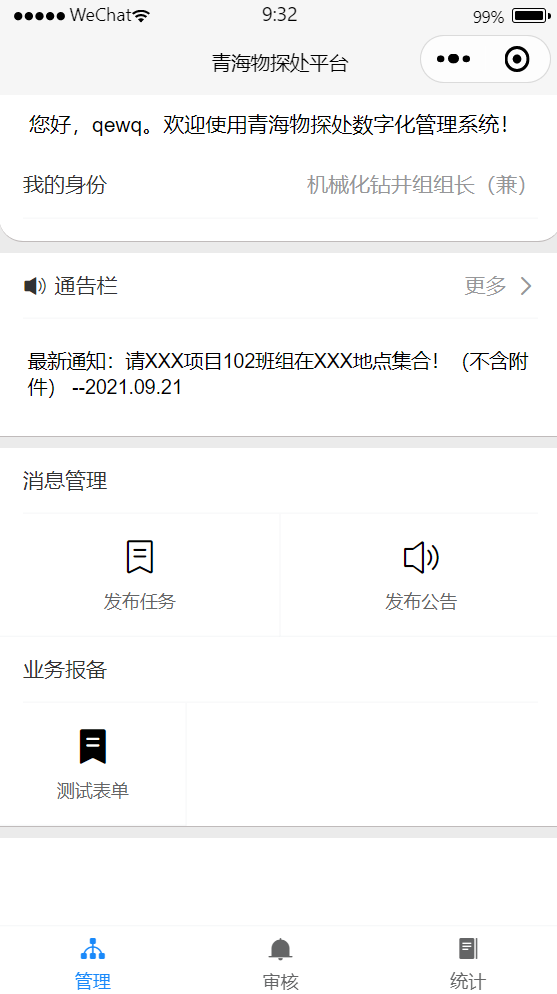 WeChat 9:32 99%
青海物探处平台
您好，qewq。欢迎使用青海物探处数字化管理系统！
我的身份 机械化钻井组组长（兼）
通告栏 更多
最新通知：请XXX项目102班组在XXX地点集合！（不含附
件） --2021.09.21
消息管理
发布任务 发布公告
业务报备
测试表单
管理 审核 统计